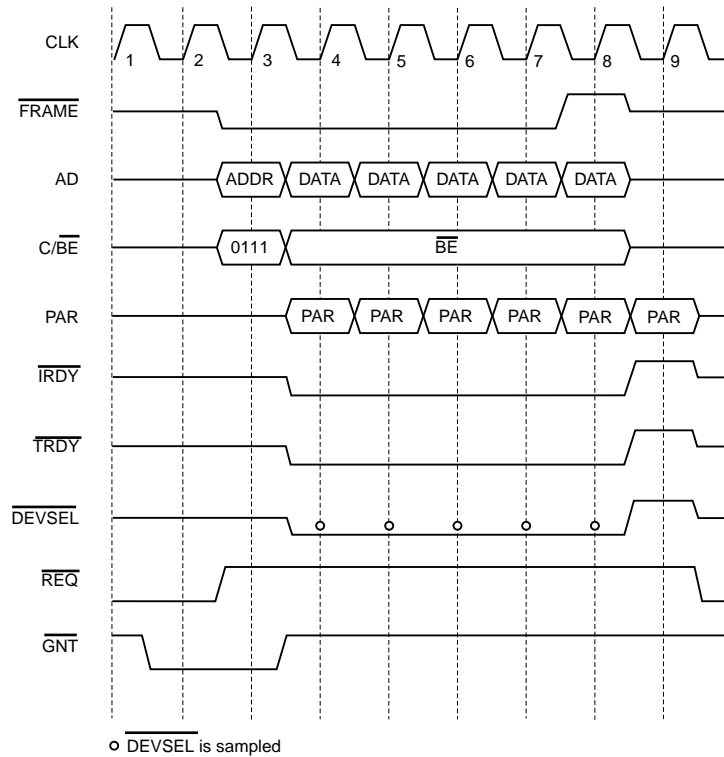 CLK
1 2 3 4 5 6 7 8 9
FRAME
AD
ADDR DATA DATA DATA DATA DATA
C/BE
0111 BE
PAR
PAR PAR PAR PAR PAR PAR
IRDY
TRDY
DEVSEL
REQ
GNT
DEVSEL is sampled